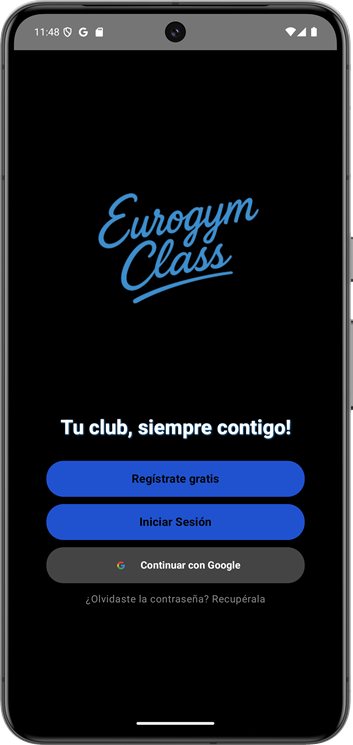 11:48
Eurogym
Class
Tu club, siempre contigo!
Regístrate gratis
Iniciar Sesión
Continuar con Google
¿Olvidaste la contraseña? Recupérala